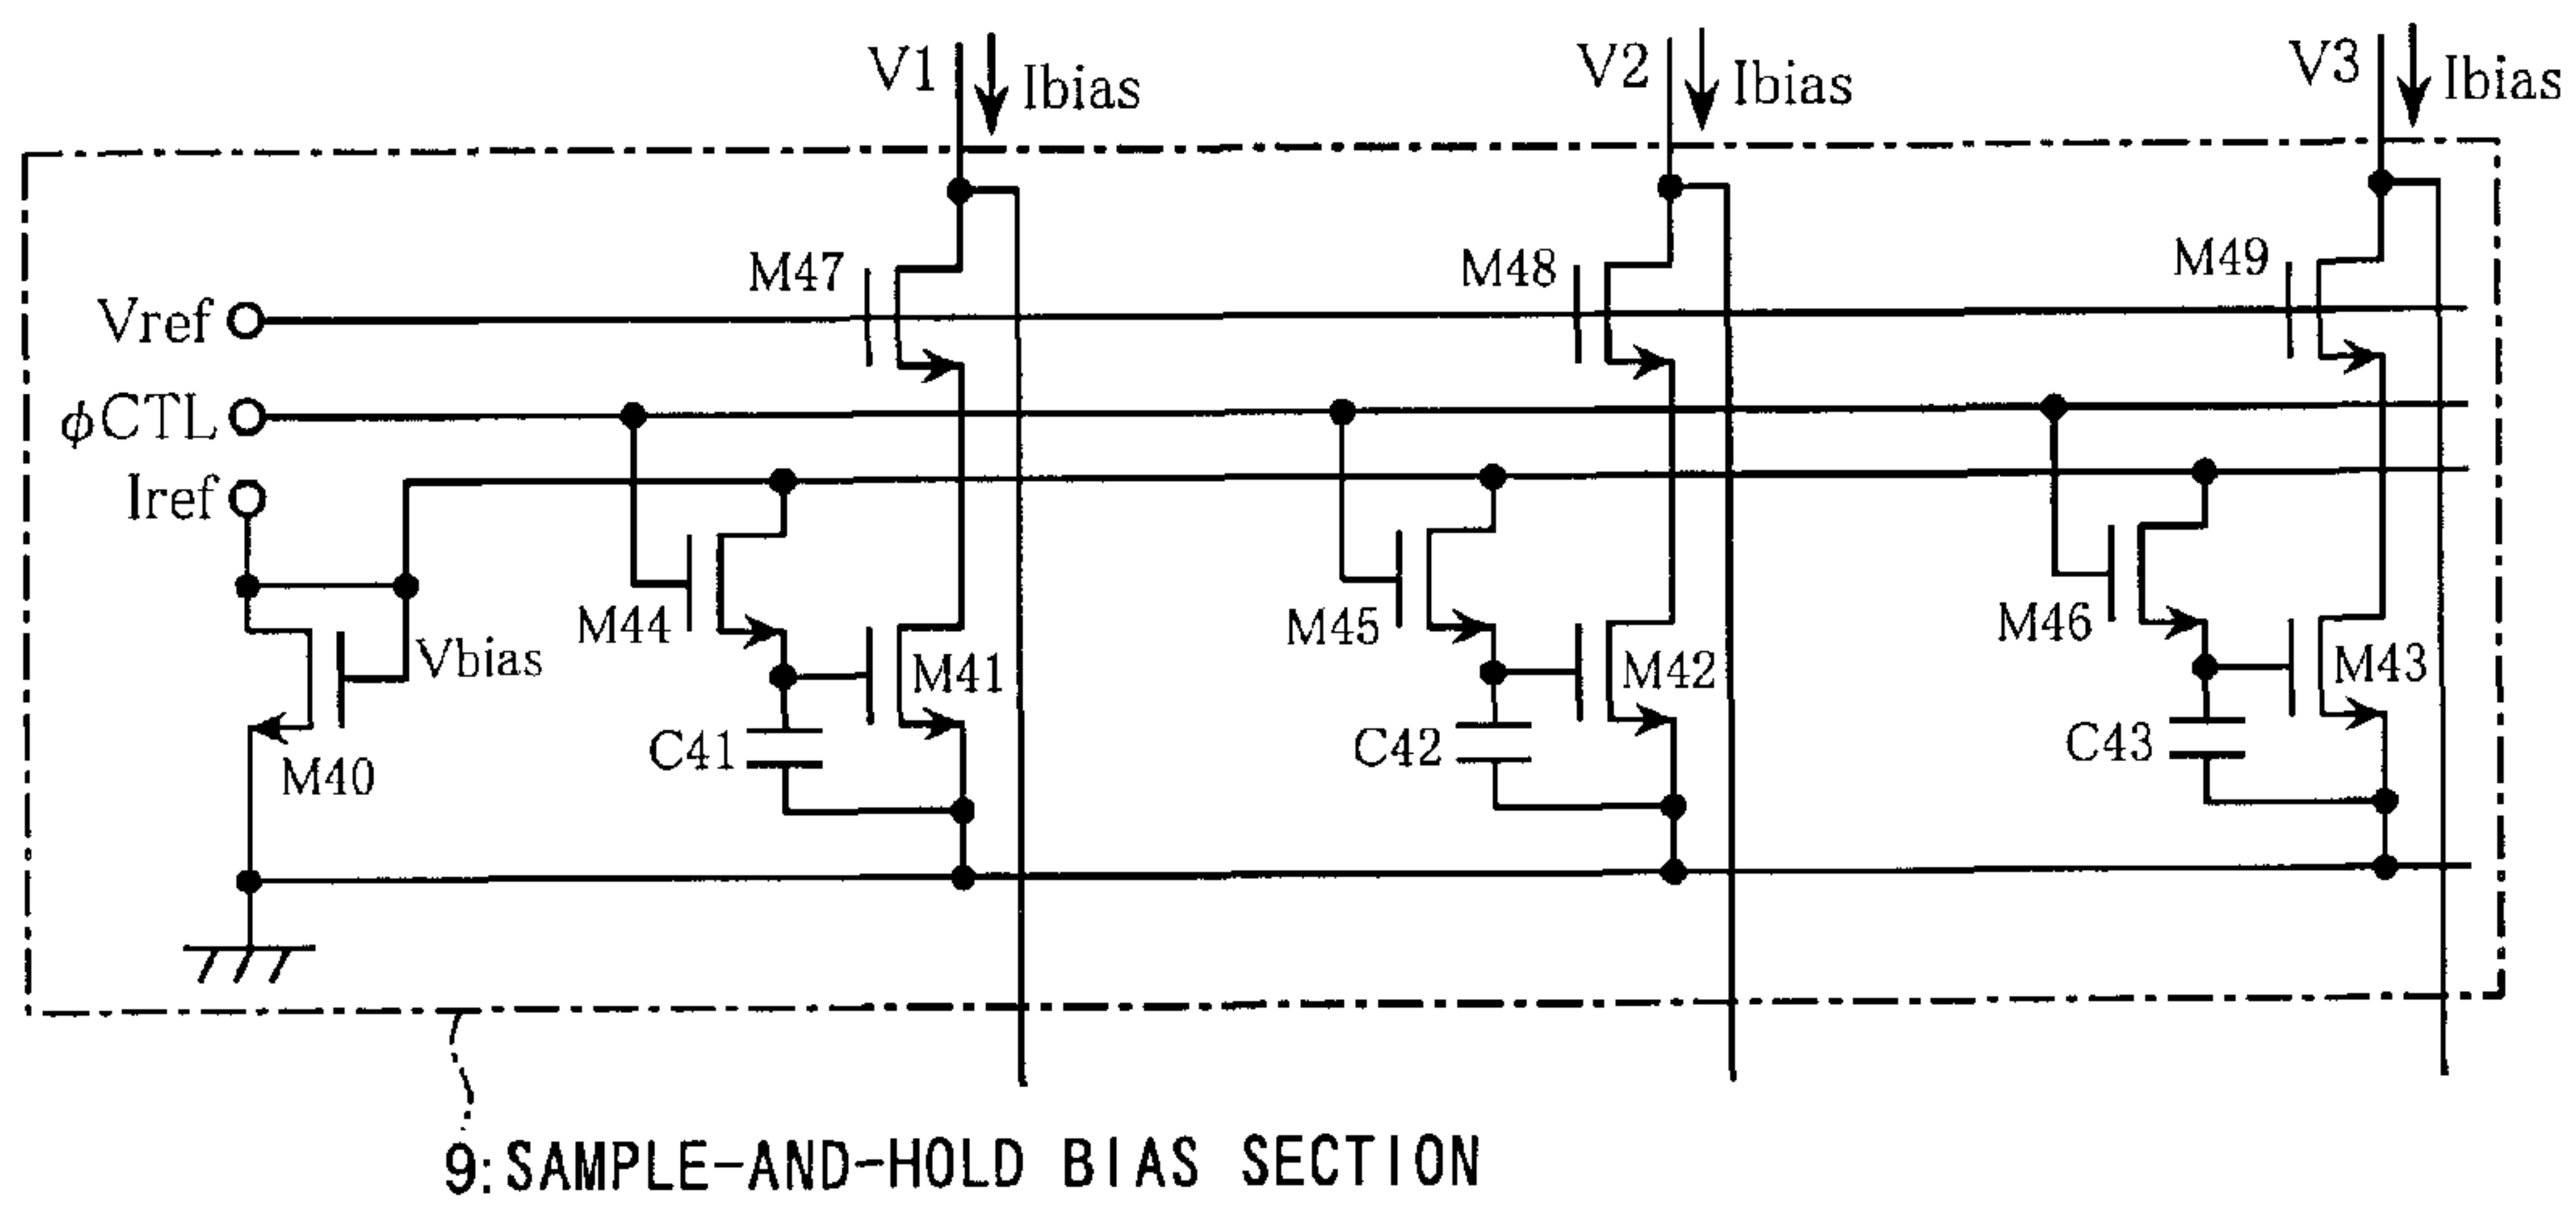 V1
Ibias
V2
Ibias
V3
Ibias
M47
M48
M49
Vref
φCTL
Iref
M44
M45
M46
Vbias
M41
M42
M43
C41
C42
C43
M40
9:SAMPLE-AND-HOLD BIAS SECTION